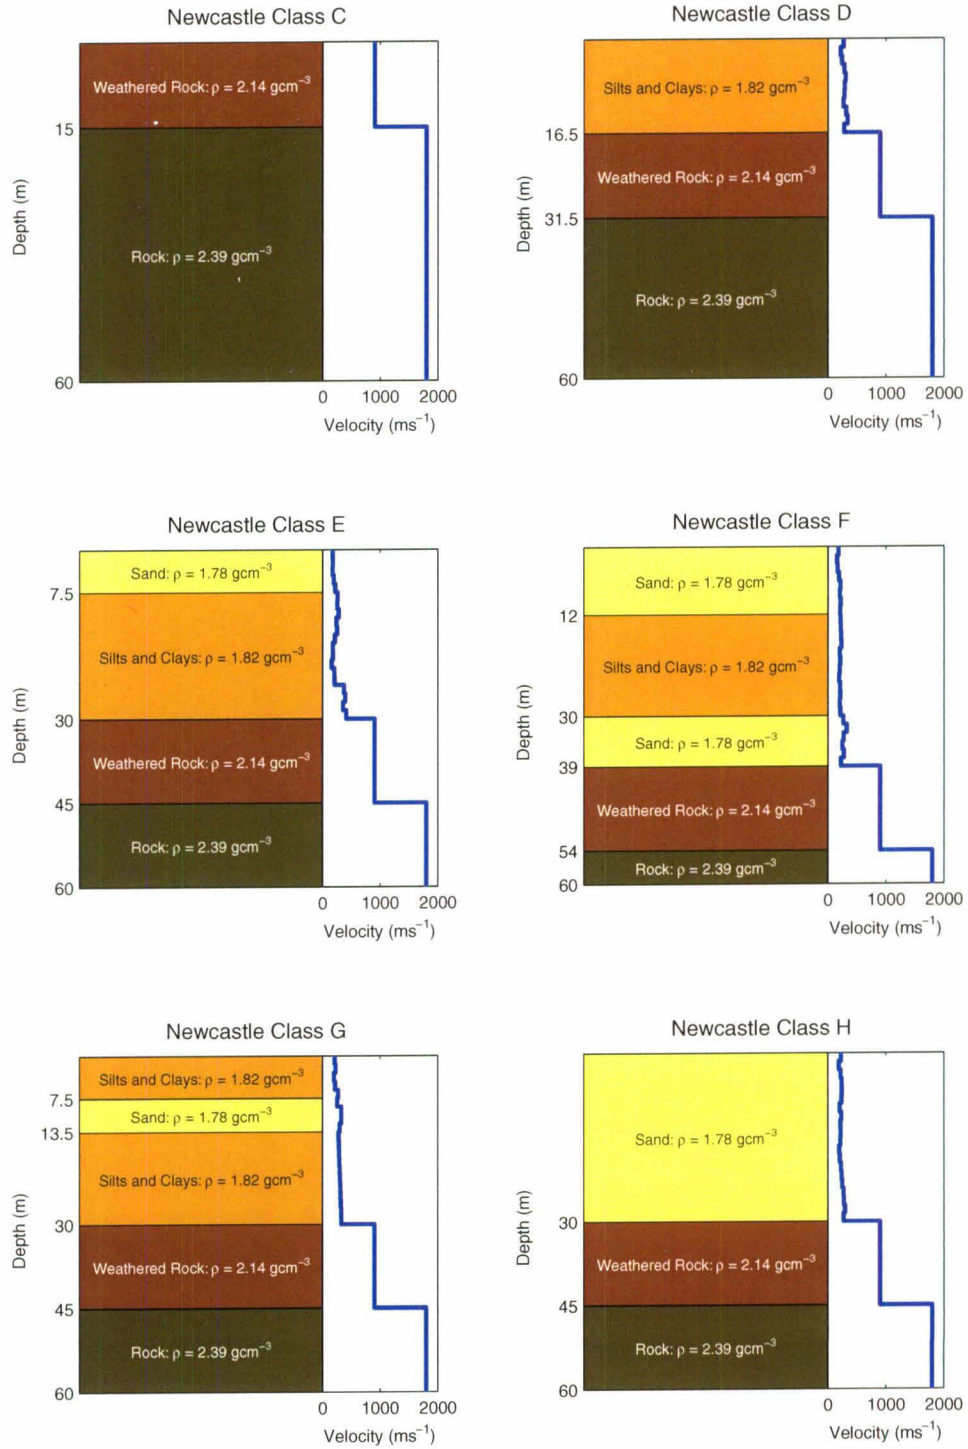 Newcastle Class C
Weathered Rock: ρ = 2.14 gcm⁻³
15
Depth (m)
Rock: ρ = 2.39 gcm⁻³
60
0 1000 2000
Velocity (ms⁻¹)
Newcastle Class D
Silts and Clays: ρ = 1.82 gcm⁻³
16.5
Weathered Rock: ρ = 2.14 gcm⁻³
Depth (m)
31.5
Rock: ρ = 2.39 gcm⁻³
60
0 1000 2000
Velocity (ms⁻¹)
Newcastle Class E
Sand: ρ = 1.78 gcm⁻³
7.5
Silts and Clays: ρ = 1.82 gcm⁻³
Depth (m)
30
Weathered Rock: ρ = 2.14 gcm⁻³
45
Rock: ρ = 2.39 gcm⁻³
60
0 1000 2000
Velocity (ms⁻¹)
Newcastle Class F
Sand: ρ = 1.78 gcm⁻³
12
Silts and Clays: ρ = 1.82 gcm⁻³
Depth (m)
30
Sand: ρ = 1.78 gcm⁻³
39
Weathered Rock: ρ = 2.14 gcm⁻³
54
Rock: ρ = 2.39 gcm⁻³
60
0 1000 2000
Velocity (ms⁻¹)
Newcastle Class G
Silts and Clays: ρ = 1.82 gcm⁻³
7.5
Sand: ρ = 1.78 gcm⁻³
13.5
Silts and Clays: ρ = 1.82 gcm⁻³
Depth (m)
30
Weathered Rock: ρ = 2.14 gcm⁻³
45
Rock: ρ = 2.39 gcm⁻³
60
0 1000 2000
Velocity (ms⁻¹)
Newcastle Class H
Sand: ρ = 1.78 gcm⁻³
Depth (m)
30
Weathered Rock: ρ = 2.14 gcm⁻³
45
Rock: ρ = 2.39 gcm⁻³
60
0 1000 2000
Velocity (ms⁻¹)